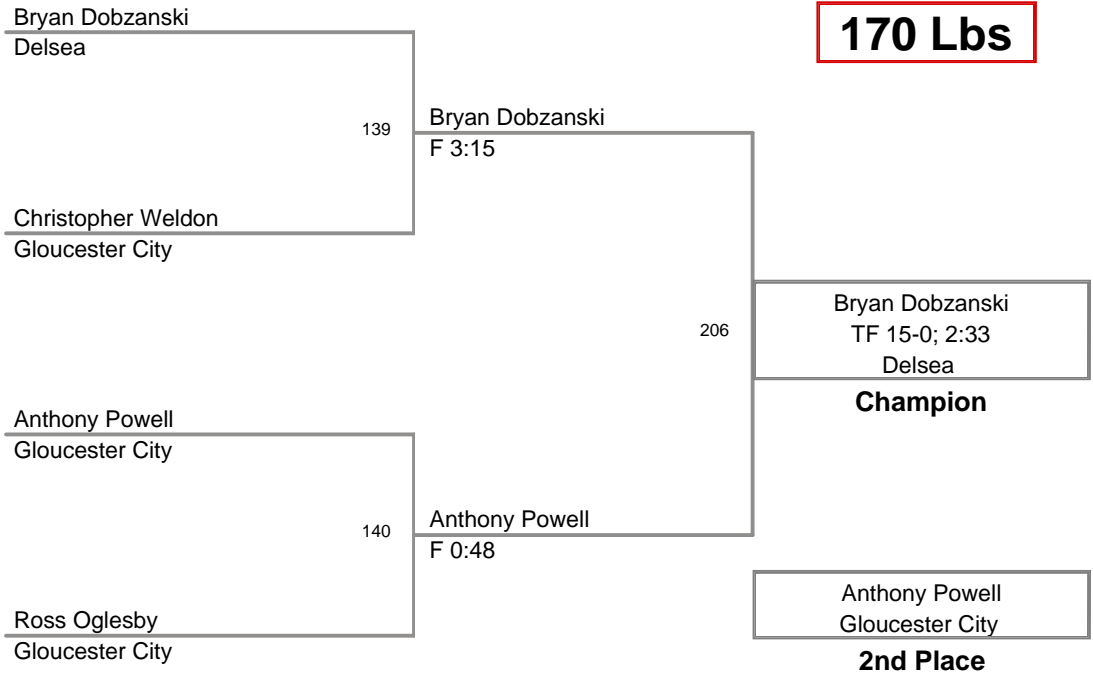 Bryan Dobzanski
Delsea
170 Lbs
139
Bryan Dobzanski
F 3:15
Christopher Weldon
Gloucester City
206
Bryan Dobzanski
TF 15-0; 2:33
Delsea
Champion
Anthony Powell
Gloucester City
140
Anthony Powell
F 0:48
Ross Oglesby
Gloucester City
Anthony Powell
Gloucester City
2nd Place